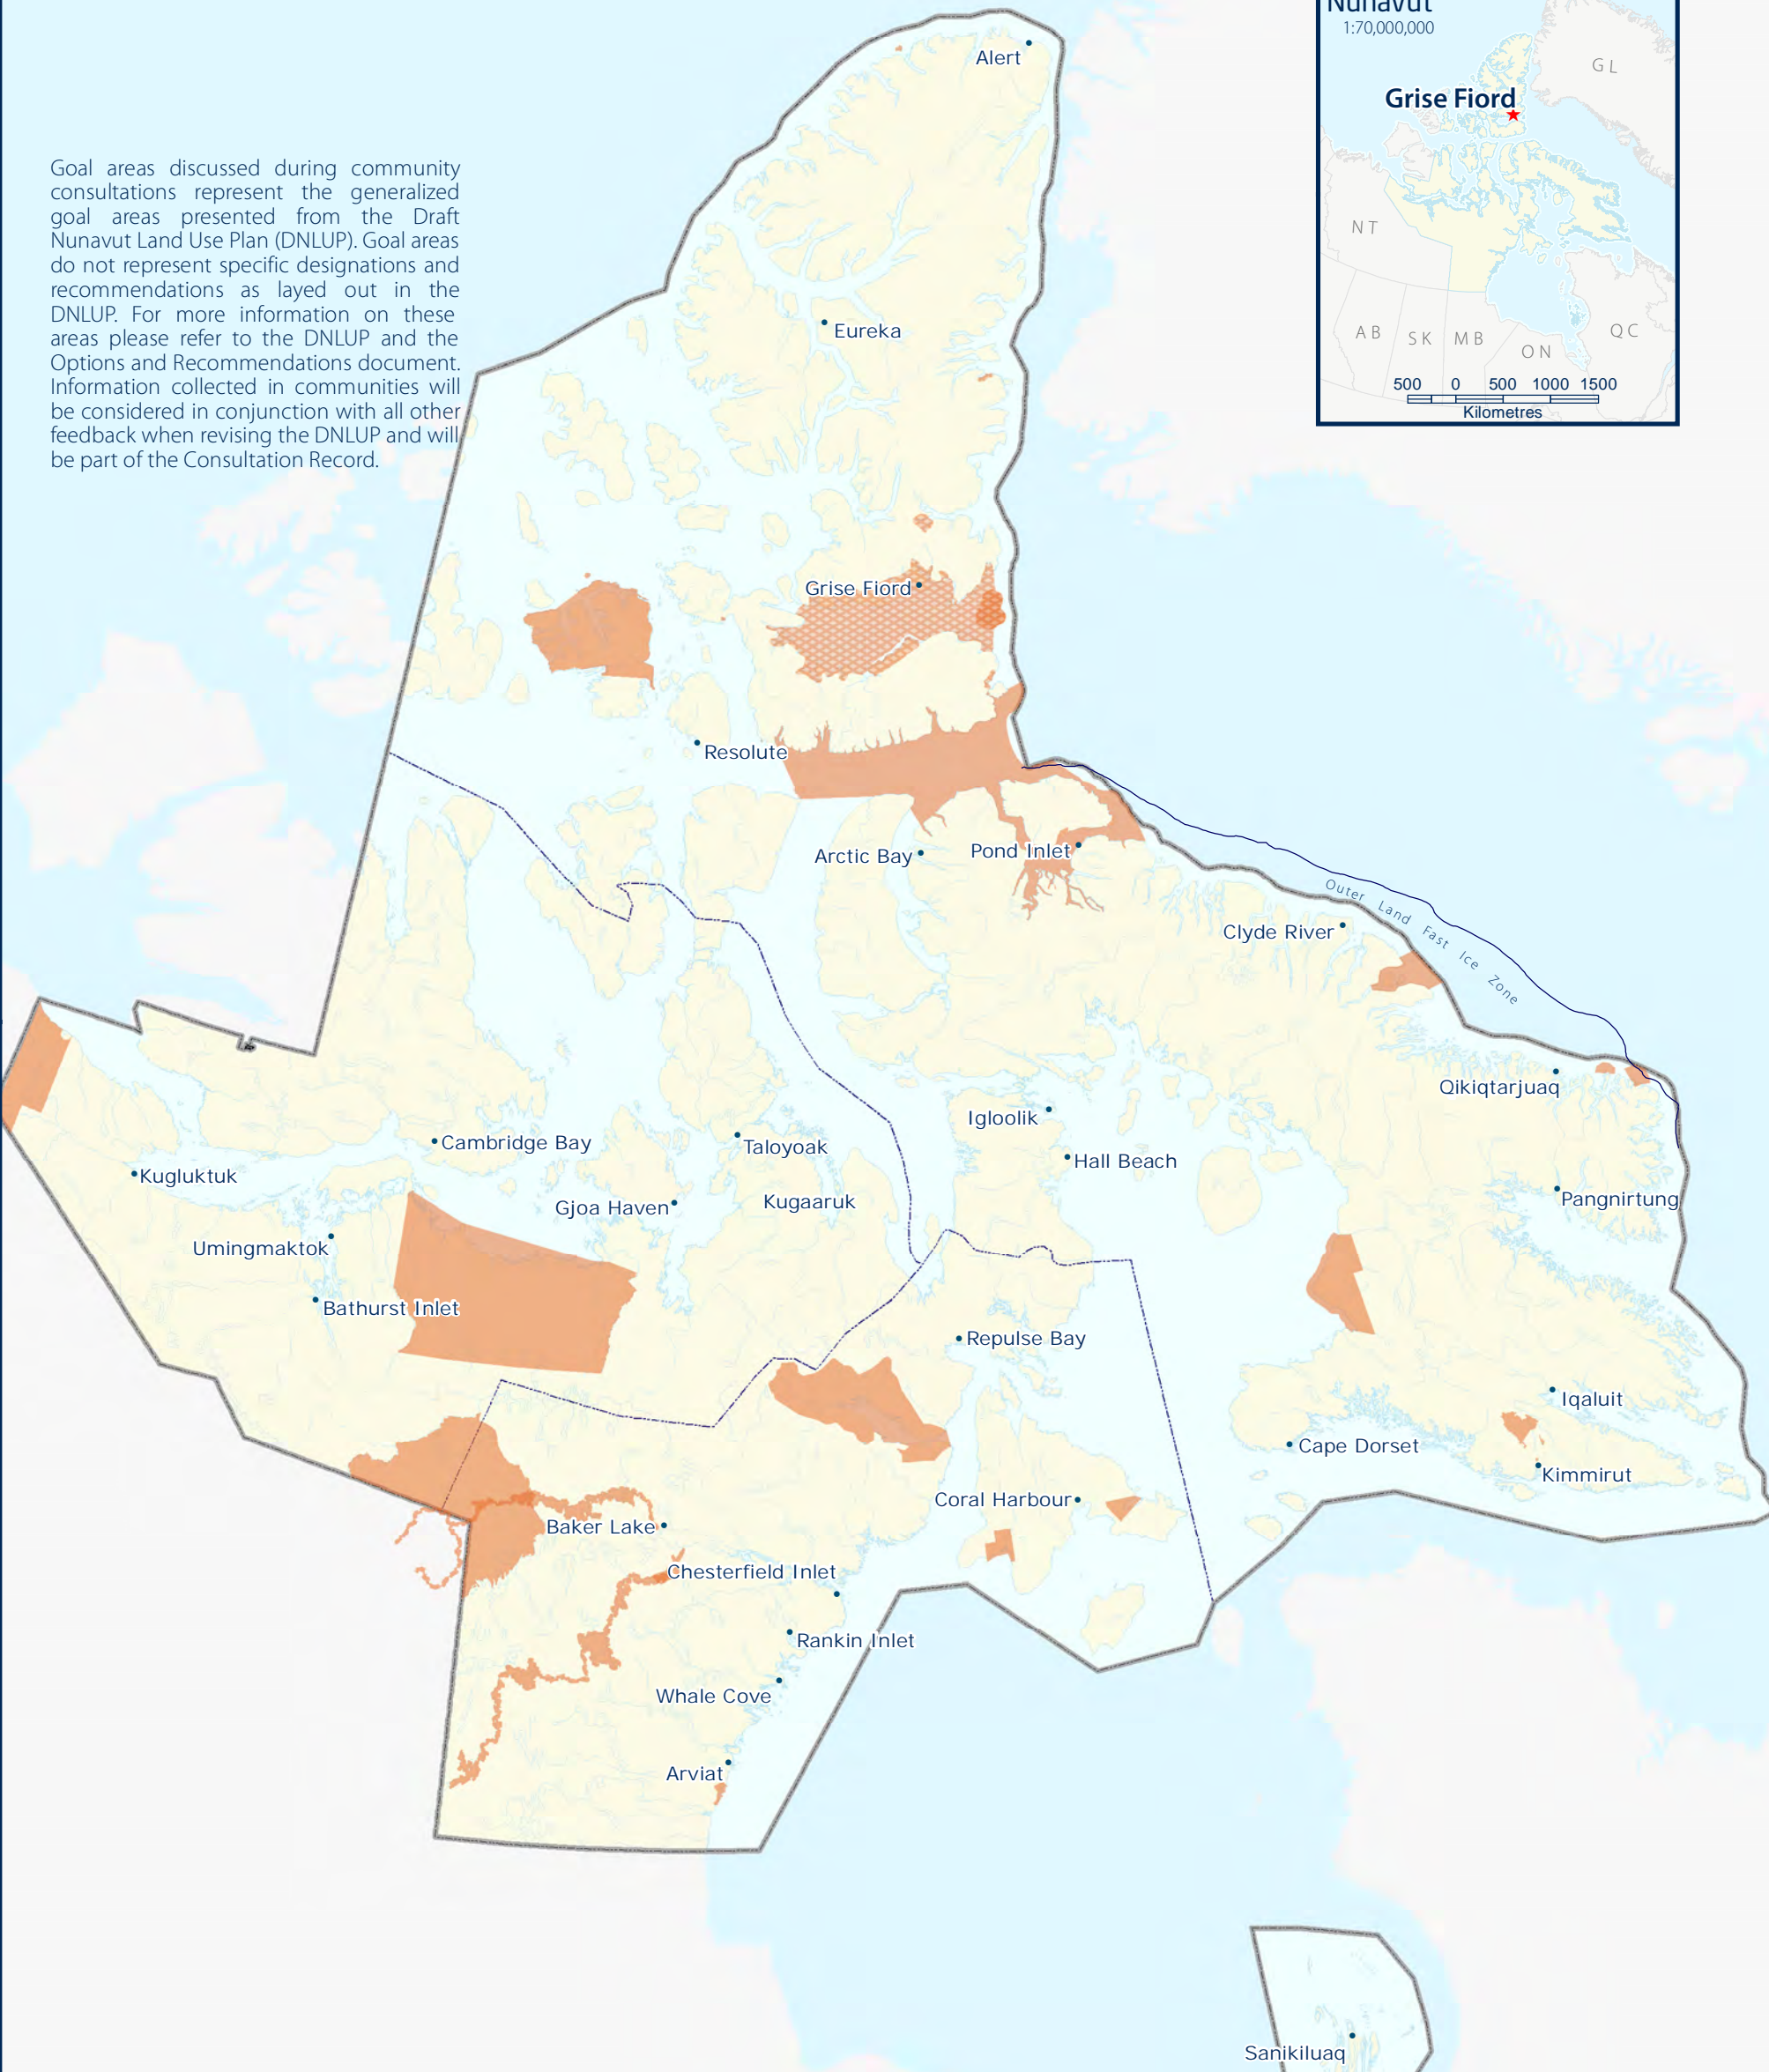 Nunavut
1:70,000,000
GL
Grise Fiord
NT
AB
SK
MB
ON
QC
500 0 500 1000 1500
Kilometres
Goal areas discussed during community
consultations represent the generalized
goal areas presented from the Draft
Nunavut Land Use Plan (DNLUP). Goal areas
do not represent specific designations and
recommendations as layed out in the
DNLUP. For more information on these
areas please refer to the DNLUP and the
Options and Recommendations document.
Information collected in communities will
be considered in conjunction with all other
feedback when revising the DNLUP and will
be part of the Consultation Record.
Alert
Eureka
Grise Fiord
Resolute
Arctic Bay
Pond Inlet
Outer Land Fast Ice Zone
Clyde River
Qikiqtarjuaq
Igloolik
Cambridge Bay
Taloyoak
Hall Beach
Kugluktuk
Kugaaruk
Pangnirtung
Gjoa Haven
Umingmaktok
Bathurst Inlet
Repulse Bay
Iqaluit
Cape Dorset
Kimmirut
Coral Harbour
Baker Lake
Chesterfield Inlet
Rankin Inlet
Whale Cove
Arviat
Sanikiluaq